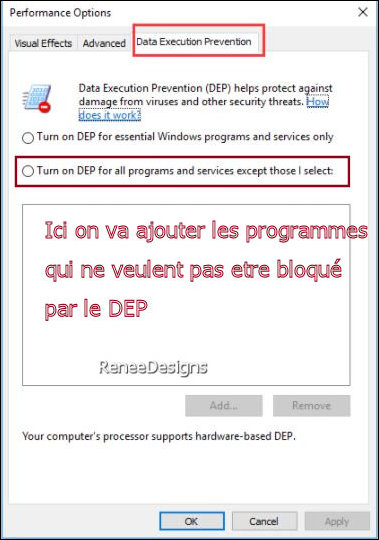 Performance Options
Visual Effects Advanced Data Execution Prevention
Data Execution Prevention (DEP) helps protect against
damage from viruses and other security threats. How
does it work?
Turn on DEP for essential Windows programs and services only
Turn on DEP for all programs and services except those I select:
Ici on va ajouter les programmes
qui ne veulent pas etre bloqué
par le DEP
ReneeDesigns
Add... Remove
Your computer's processor supports hardware-based DEP.
OK Cancel Apply